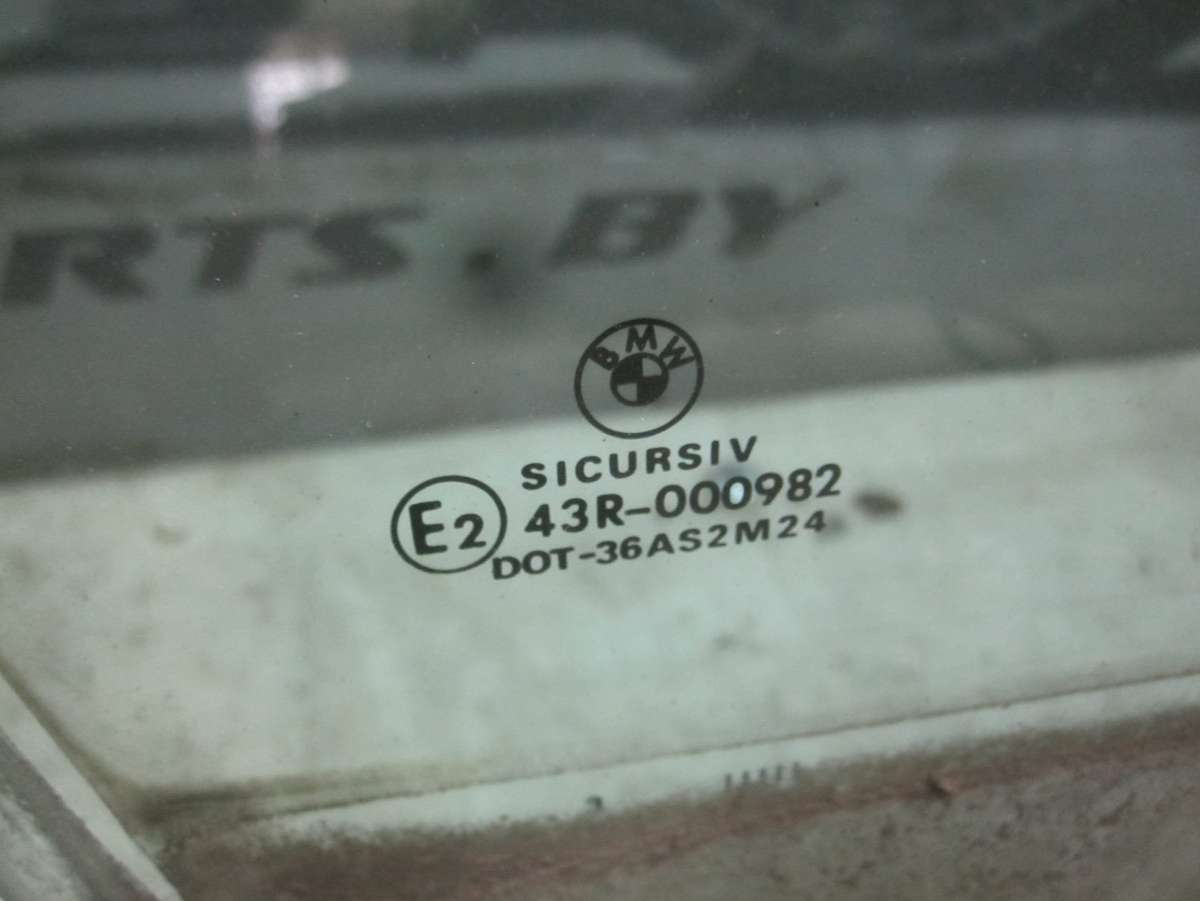 RTS.BY
BMW
SICURSIV
E2 43R-000982
DOT-36AS2M24